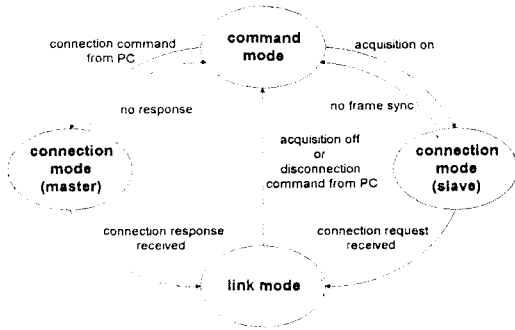 command
mode
connection command
from PC
acquisition on
no response
no frame sync
connection
mode
(master)
acquisition off
or
disconnection
command from PC
connection
mode
(slave)
connection response
received
connection request
received
link mode